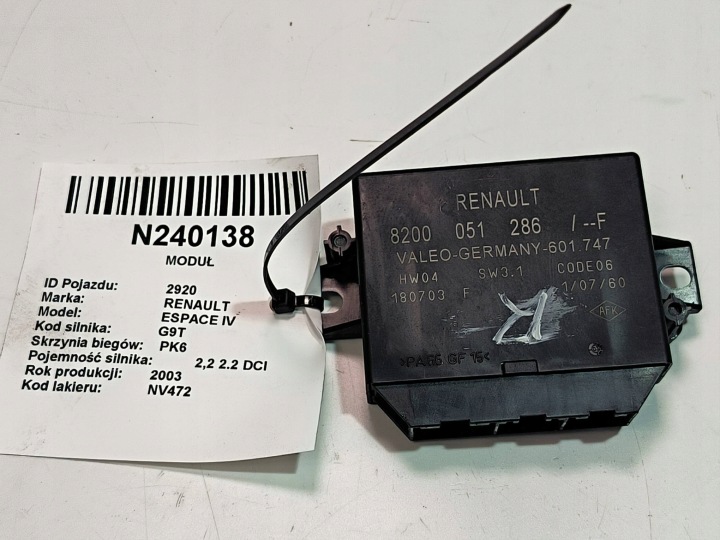 N240138
MODUŁ
ID Pojazdu: 2920
Marka: RENAULT
Model: ESPACE IV
Kod silnika: G9T
Skrzynia biegów: PK6
Pojemność silnika: 2,2 2.2 DCI
Rok produkcji: 2003
Kod lakieru: NV472
RENAULT
8200 051 286 /--F
VALEO-GERMANY-601.747
HW04 SW3.1 CODE06
180703 F 1/07/60
AFK
>PA66 GF 15<